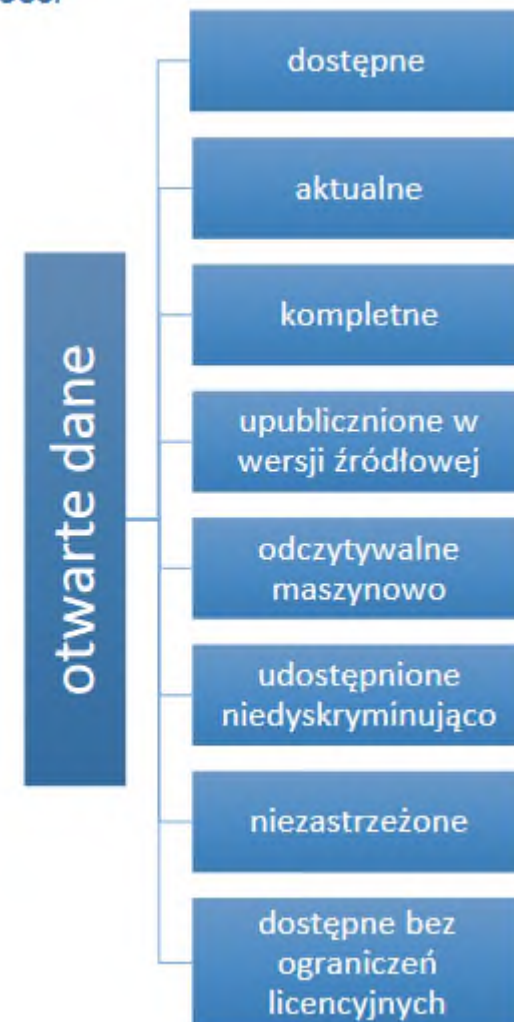 dostępne
aktualne
kompletne
otwarte dane
upublicznione w
wersji źródłowej
odczytywalne
maszynowo
udostępnione
niedyskryminująco
niezastrzeżone
dostępne bez
ograniczeń
licencyjnych